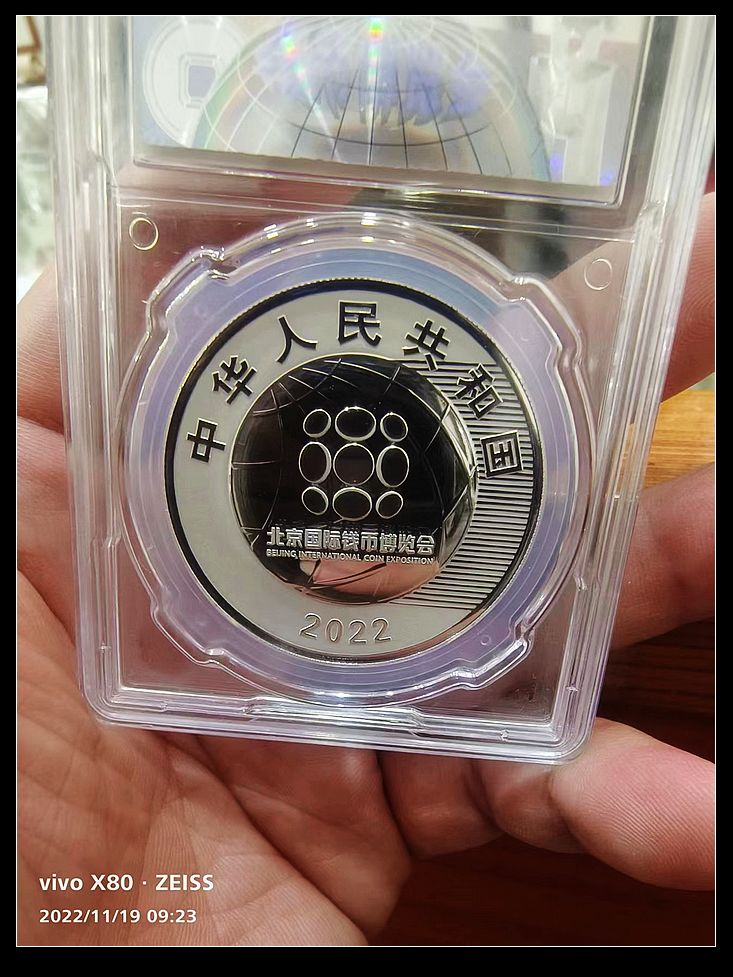 中华人民共和国
北京国际钱币博览会
BEIJING INTERNATIONAL COIN EXPOSITION
2022
vivo X80 · ZEISS
2022/11/19 09:23